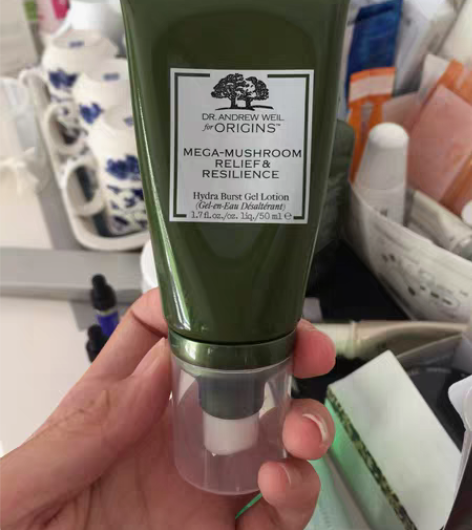 DR. ANDREW WEIL
for ORIGINS™
MEGA-MUSHROOM
RELIEF &
RESILIENCE
Hydra Burst Gel Lotion
(Gel-en-Eau Désaltérant)
1.7 fl.oz./oz. liq./50 ml e